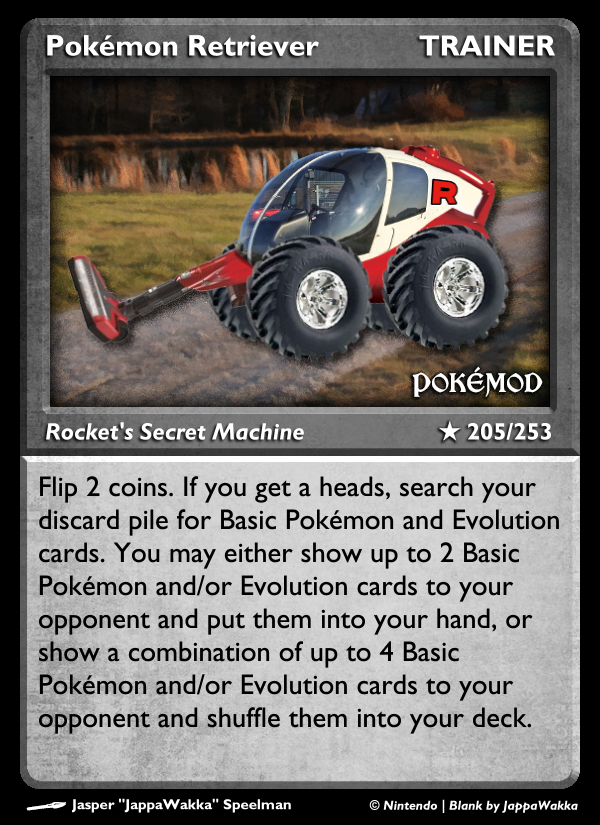 Pokémon Retriever TRAINER
R
POKÉMOD
Rocket's Secret Machine ★ 205/253
Flip 2 coins. If you get a heads, search your
discard pile for Basic Pokémon and Evolution
cards. You may either show up to 2 Basic
Pokémon and/or Evolution cards to your
opponent and put them into your hand, or
show a combination of up to 4 Basic
Pokémon and/or Evolution cards to your
opponent and shuffle them into your deck.
Jasper "JappaWakka" Speelman © Nintendo | Blank by JappaWakka